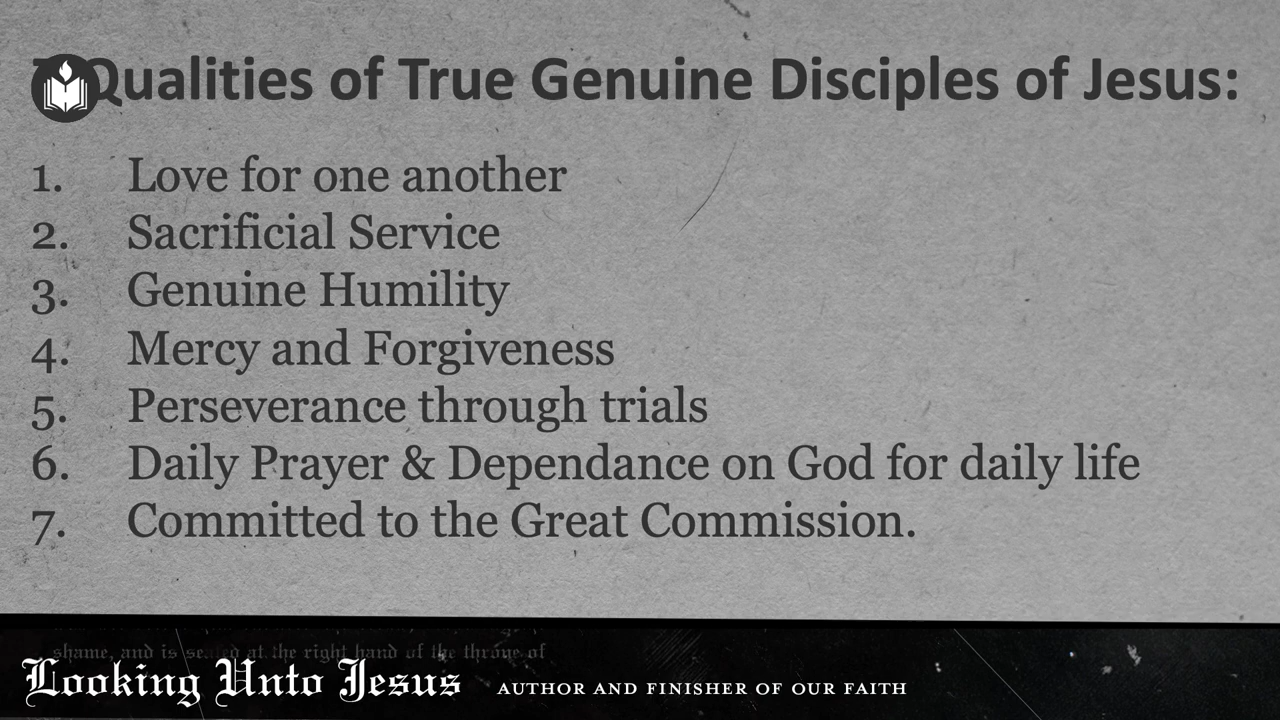 Qualities of True Genuine Disciples of Jesus:
1. Love for one another
2. Sacrificial Service
3. Genuine Humility
4. Mercy and Forgiveness
5. Perseverance through trials
6. Daily Prayer & Dependance on God for daily life
7. Committed to the Great Commission.
shame, and is seated at the right hand of the throne of
Looking Unto Jesus AUTHOR AND FINISHER OF OUR FAITH